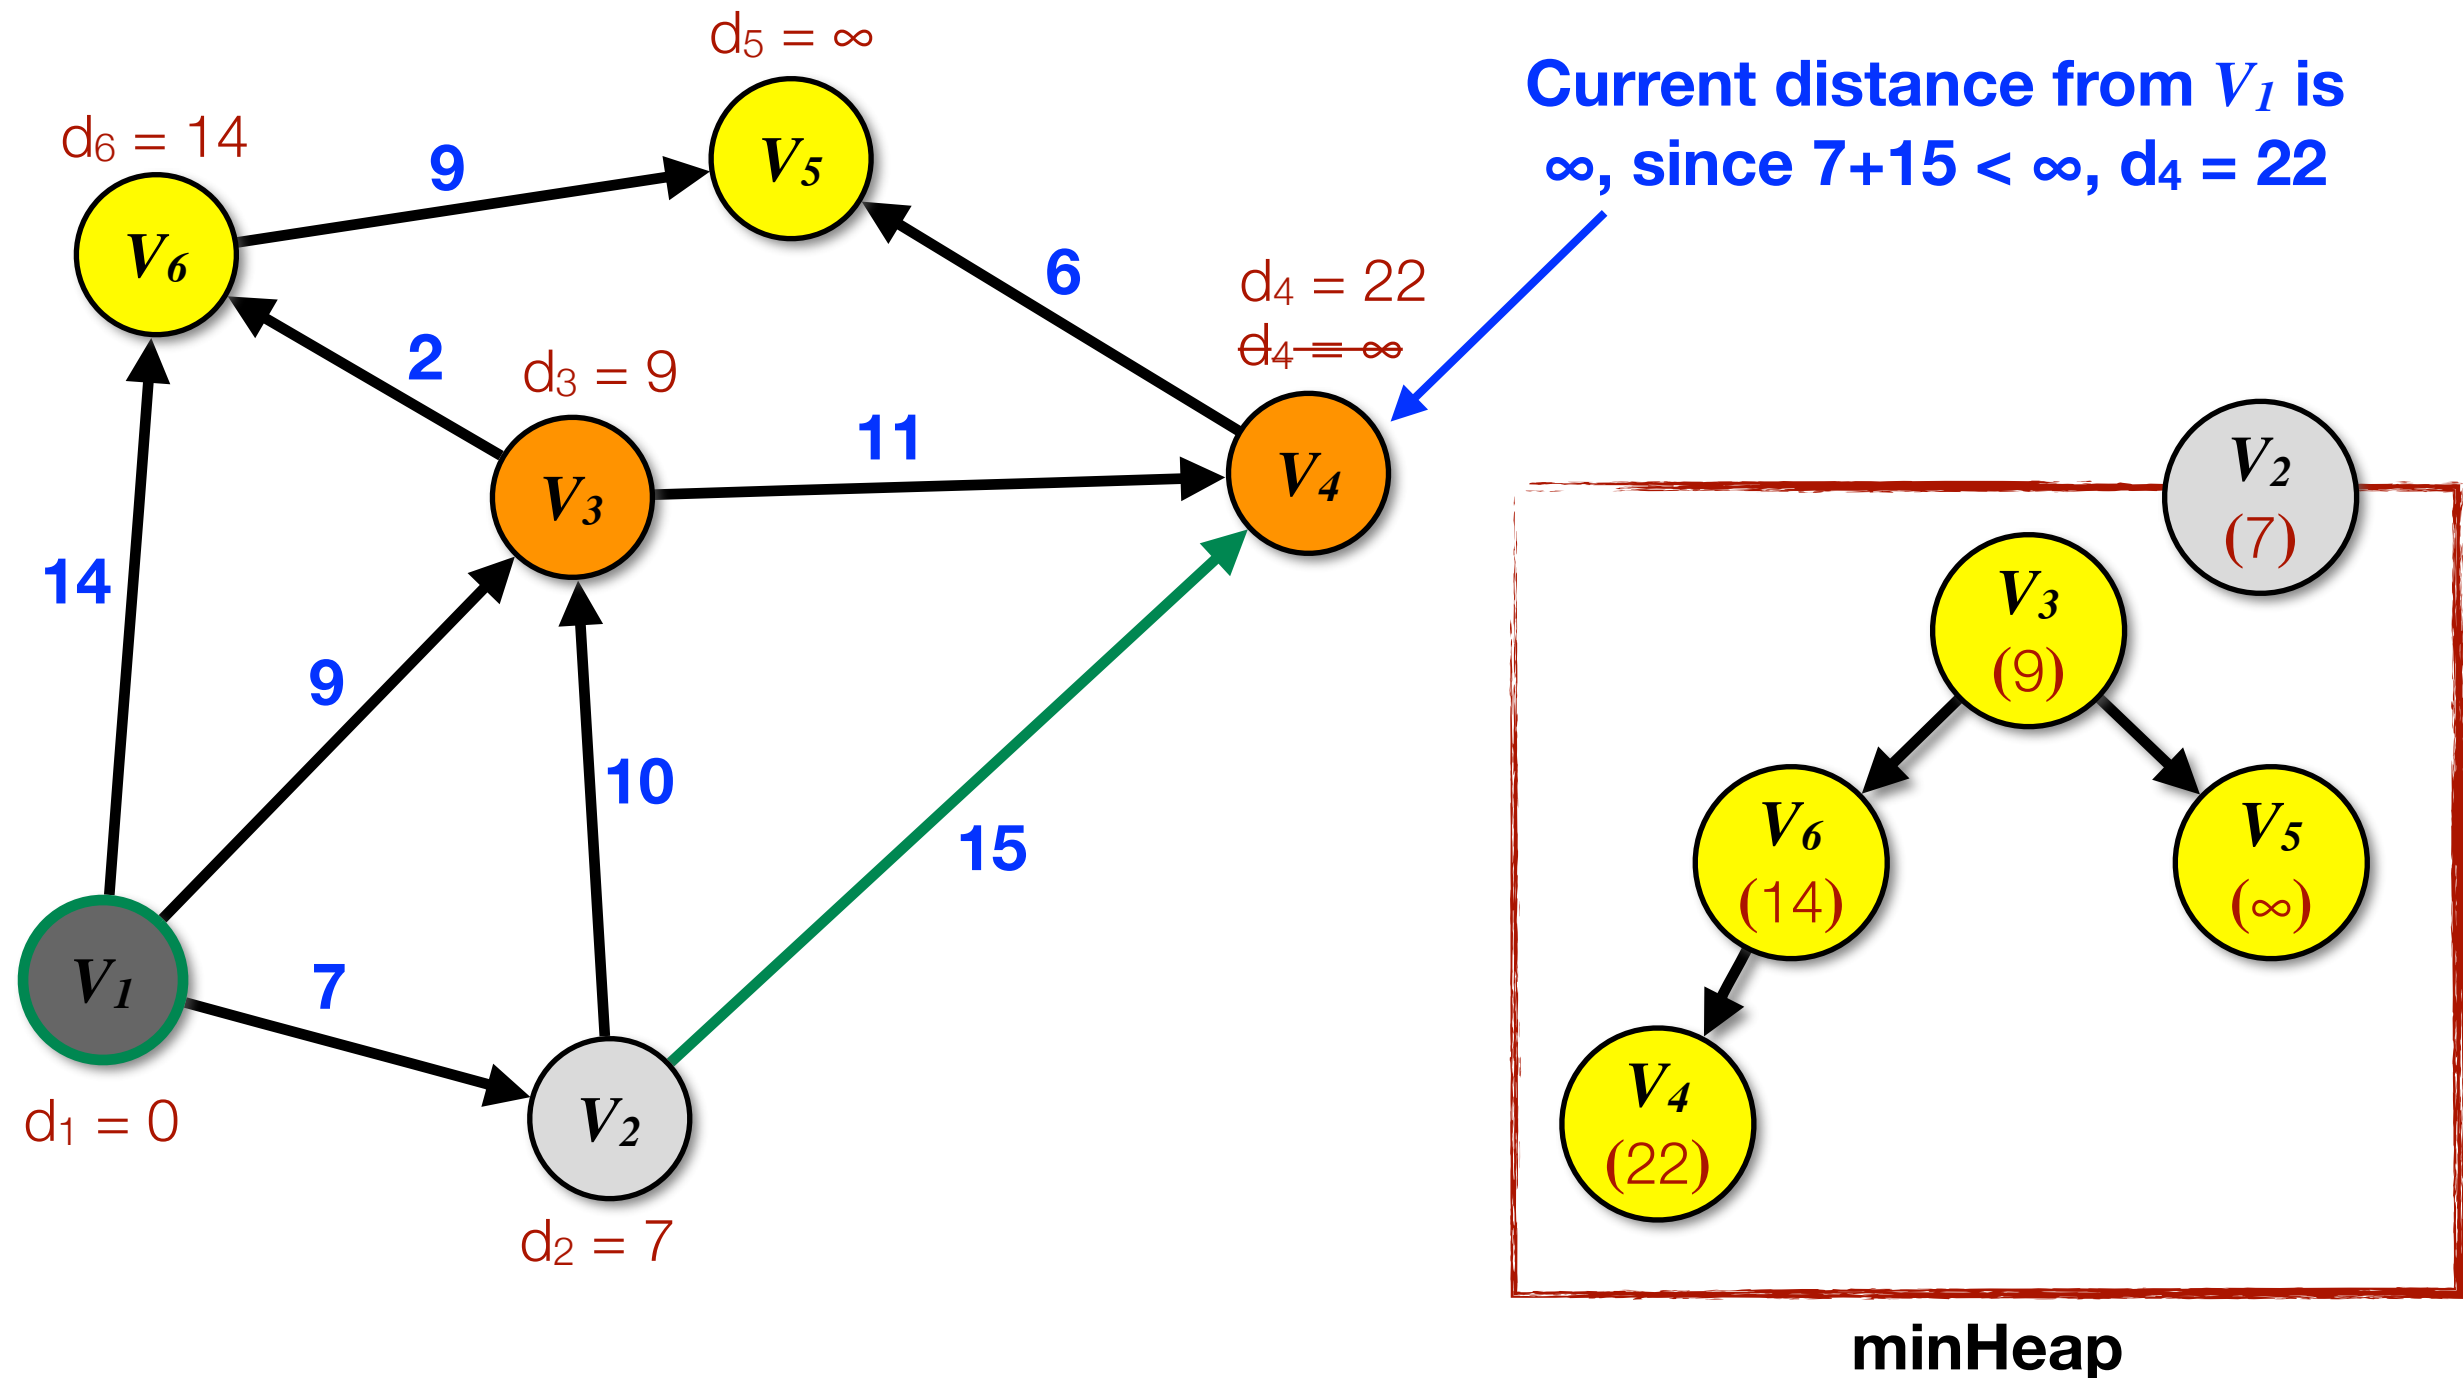 d5 = ∞
Current distance from V1 is
∞, since 7+15 < ∞, d4 = 22
d6 = 14
9
V5
V6
6
d4 = 22
d4 = ∞
2
d3 = 9
11
V4
V3
V2
(7)
14
V3
(9)
9
10
15
V6
(14)
V5
(∞)
V1
7
V4
(22)
d1 = 0
V2
d2 = 7
minHeap